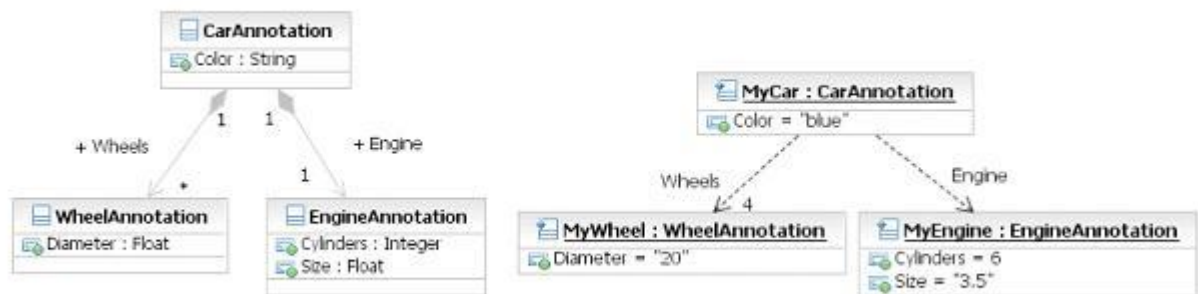 CarAnnotation
Color : String
1
1
+ Wheels
+ Engine
*
1
WheelAnnotation
Diameter : Float
EngineAnnotation
Cylinders : Integer
Size : Float
MyCar : CarAnnotation
Color = "blue"
Wheels
Engine
4
MyWheel : WheelAnnotation
Diameter = "20"
MyEngine : EngineAnnotation
Cylinders = 6
Size = "3.5"